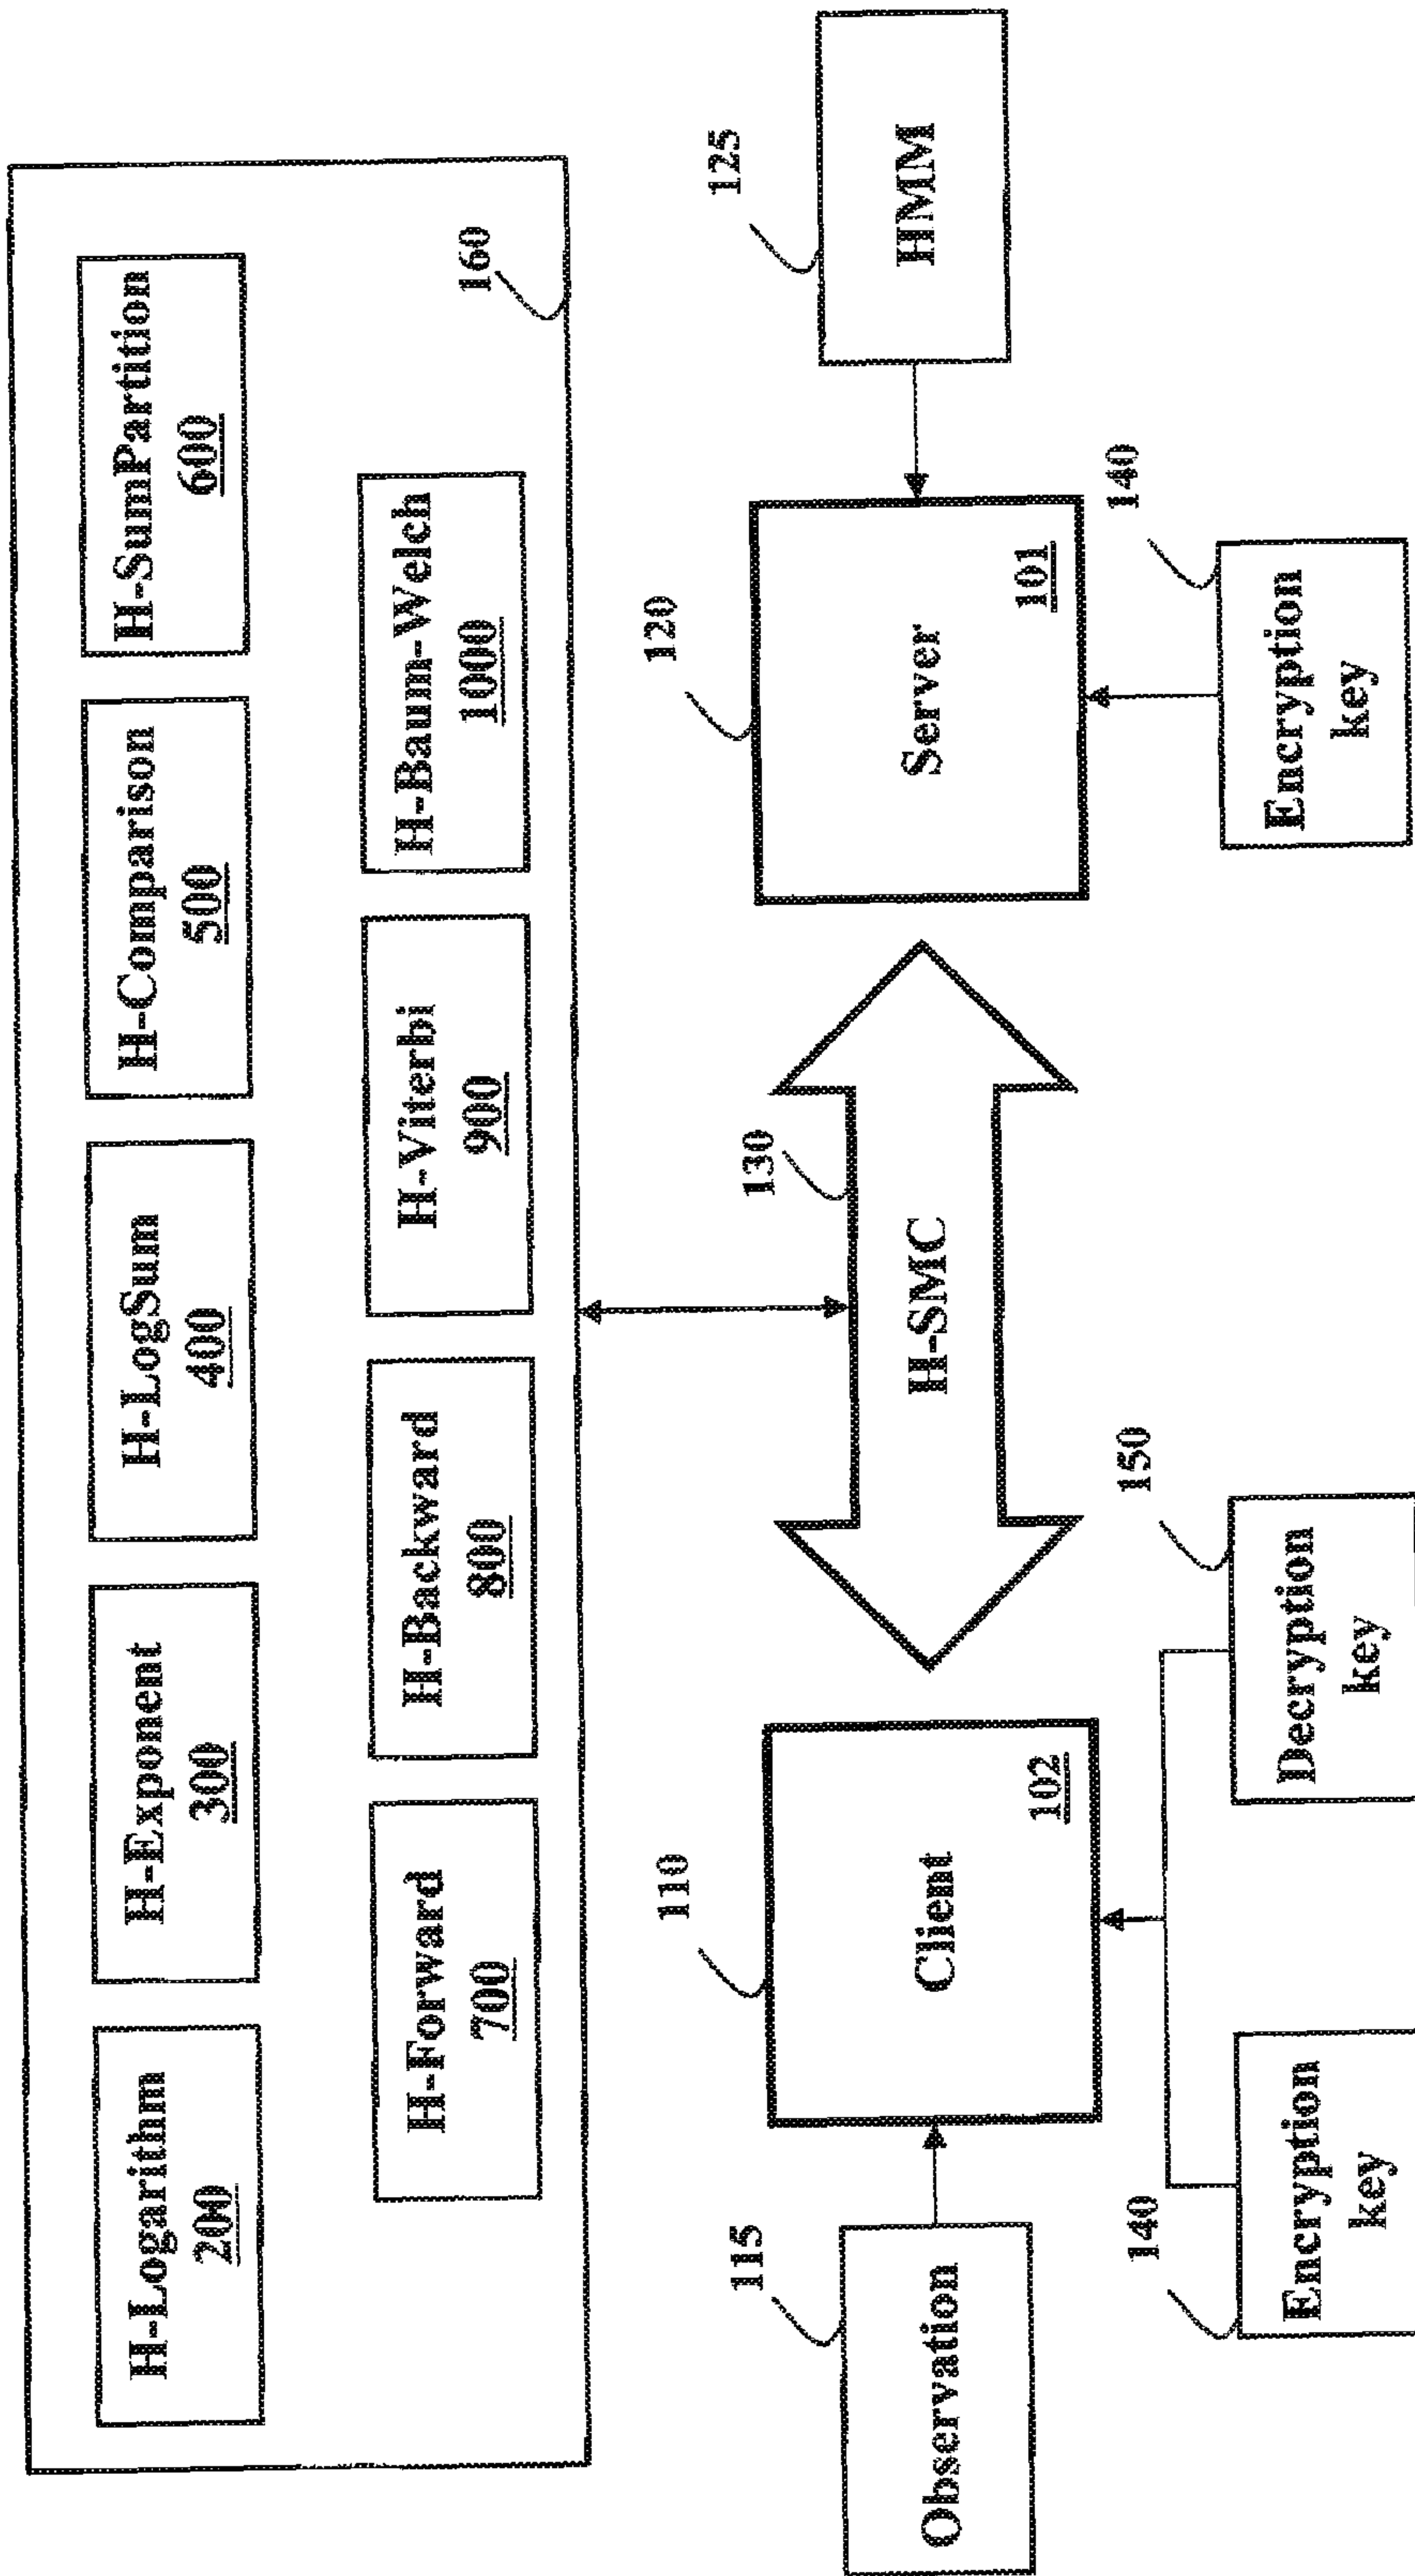 H-Logarithm
200
H-Exponent
300
H-LogSum
400
H-Comparison
500
H-SumPartition
600
H-Forward
700
H-Backward
800
H-Viterbi
900
H-Baum-Welch
1000
160
115
Observation
110
Client
102
130
H-SMC
120
Server
101
125
HMM
140
Encryption
key
150
Decryption
key
140
Encryption
key